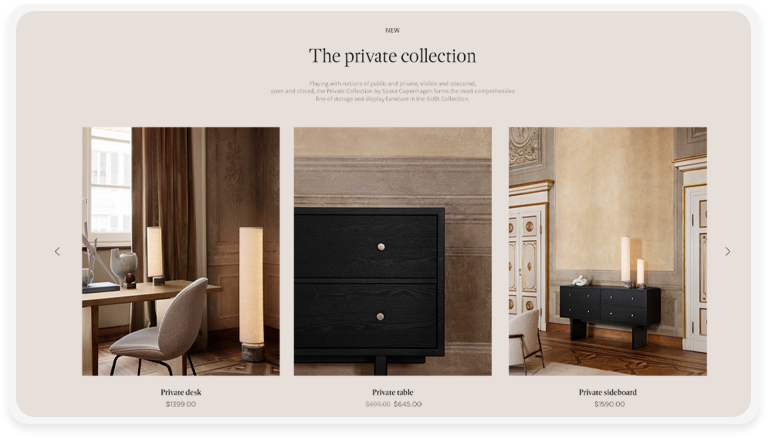 NEW
The private collection
Playing with notions of public and private, visible and obscured,
open and closed, the Private Collection by Space Copenhagen forms the most comprehensive
line of storage and display furniture in the GUBI Collection.
Private desk
$1399.00
Private table
$699.00 $645.00
Private sideboard
$1590.00